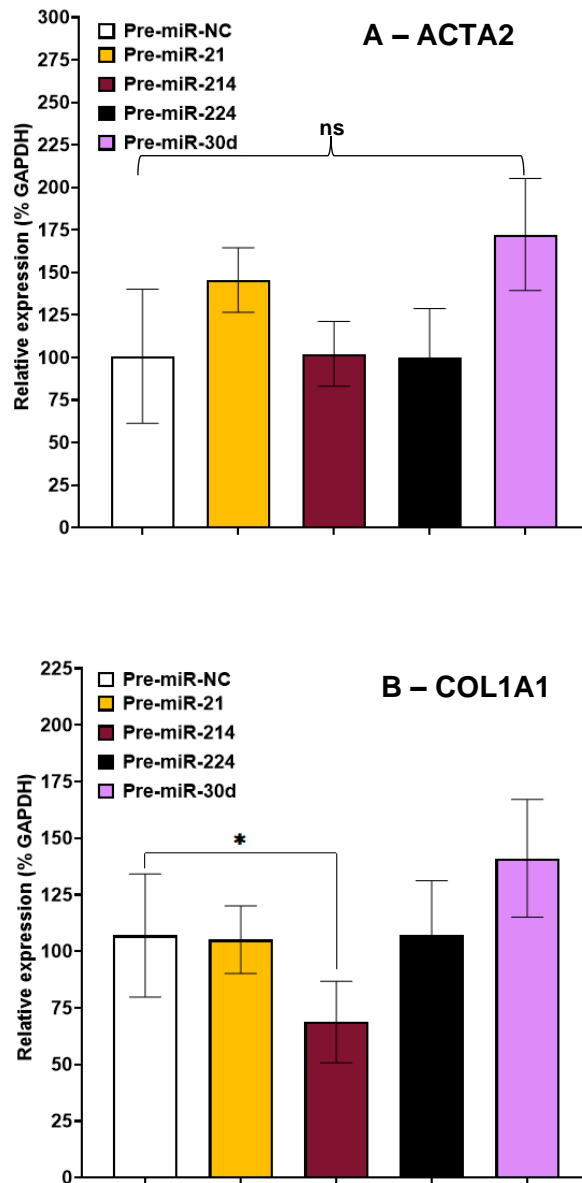 A – ACTA2
Pre-miR-NC
Pre-miR-21
Pre-miR-214
Pre-miR-224
Pre-miR-30d
ns
Relative expression (% GAPDH)
300
275
250
225
200
175
150
125
100
75
50
25
0
B – COL1A1
Pre-miR-NC
Pre-miR-21
Pre-miR-214
Pre-miR-224
Pre-miR-30d
*
Relative expression (% GAPDH)
225
200
175
150
125
100
75
50
25
0